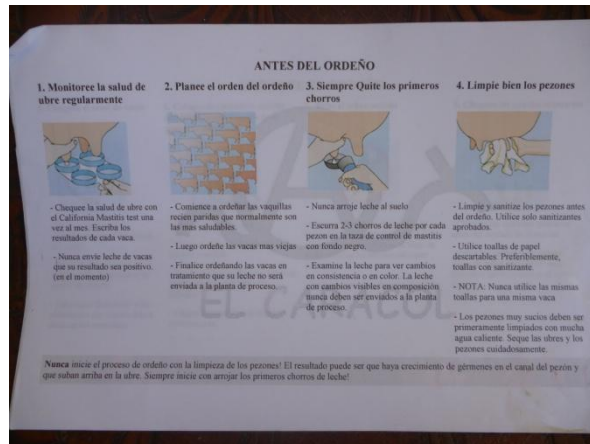 ANTES DEL ORDEÑO
1. Monitoree la salud de
ubre regularmente
- Chequee la salud de ubre con
el California Mastitis test una
vez al mes. Escriba los
resultados de cada vaca.
- Nunca envie leche de vacas
que su resultado sea positivo.
(en el momento)
2. Planee el orden del ordeño
- Comience a ordeñar las vaquillas
recien paridas que normalmente son
las mas saludables.
- Luego ordeñe las vacas mas viejas
- Finalice ordeñando las vacas en
tratamiento que su leche no será
enviada a la planta de proceso.
3. Siempre Quite los primeros
chorros
- Nunca arroje leche al suelo
- Escurra 2-3 chorros de leche por cada
pezon en la taza de control de mastitis
con fondo negro.
- Examine la leche para ver cambios
en consistencia o en color. La leche
con cambios visibles en composición
nunca deben ser enviados a la planta
de proceso.
4. Limpie bien los pezones
- Limpie y sanitize los pezones antes
del ordeño. Utilice solo sanitizantes
aprobados.
- Utilice toallas de papel
descartables. Preferiblemente,
toallas con sanitizante.
- NOTA: Nunca utilice las mismas
toallas para una misma vaca
- Los pezones muy sucios deben ser
primeramente limpiados con mucha
agua caliente. Seque las ubres y los
pezones cuidadosamente.
EL CARACOL
Nunca inicie el proceso de ordeño con la limpieza de los pezones! El resultado puede ser que haya crecimiento de gérmenes en el canal del pezón y
que suban arriba en la ubre. Siempre inicie con arrojar los primeros chorros de leche!